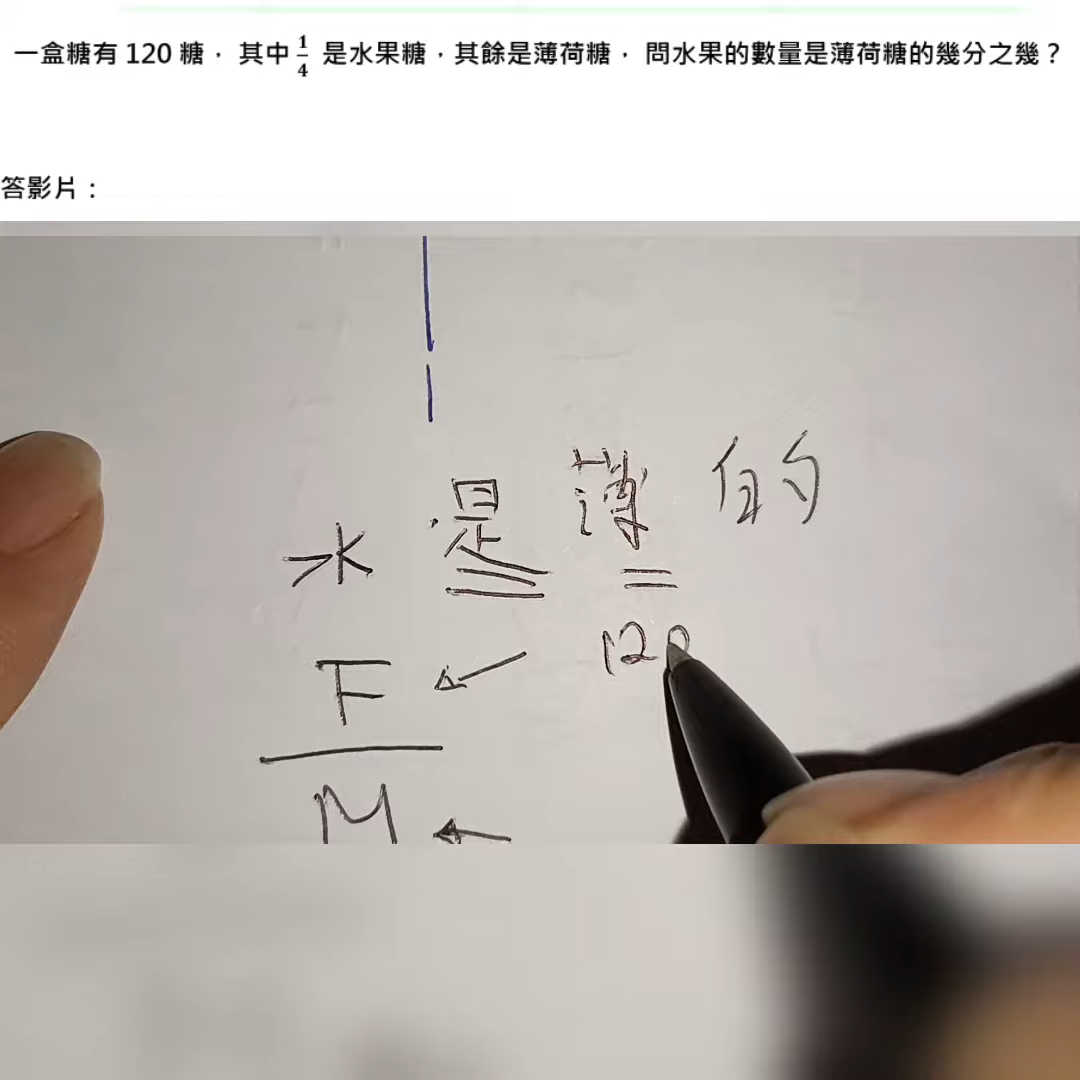 一盒糖有 120 糖， 其中 1/4 是水果糖，其餘是薄荷糖， 問水果的數量是薄荷糖的幾分之幾？
答影片：
水 是 薄 的
F 120
M